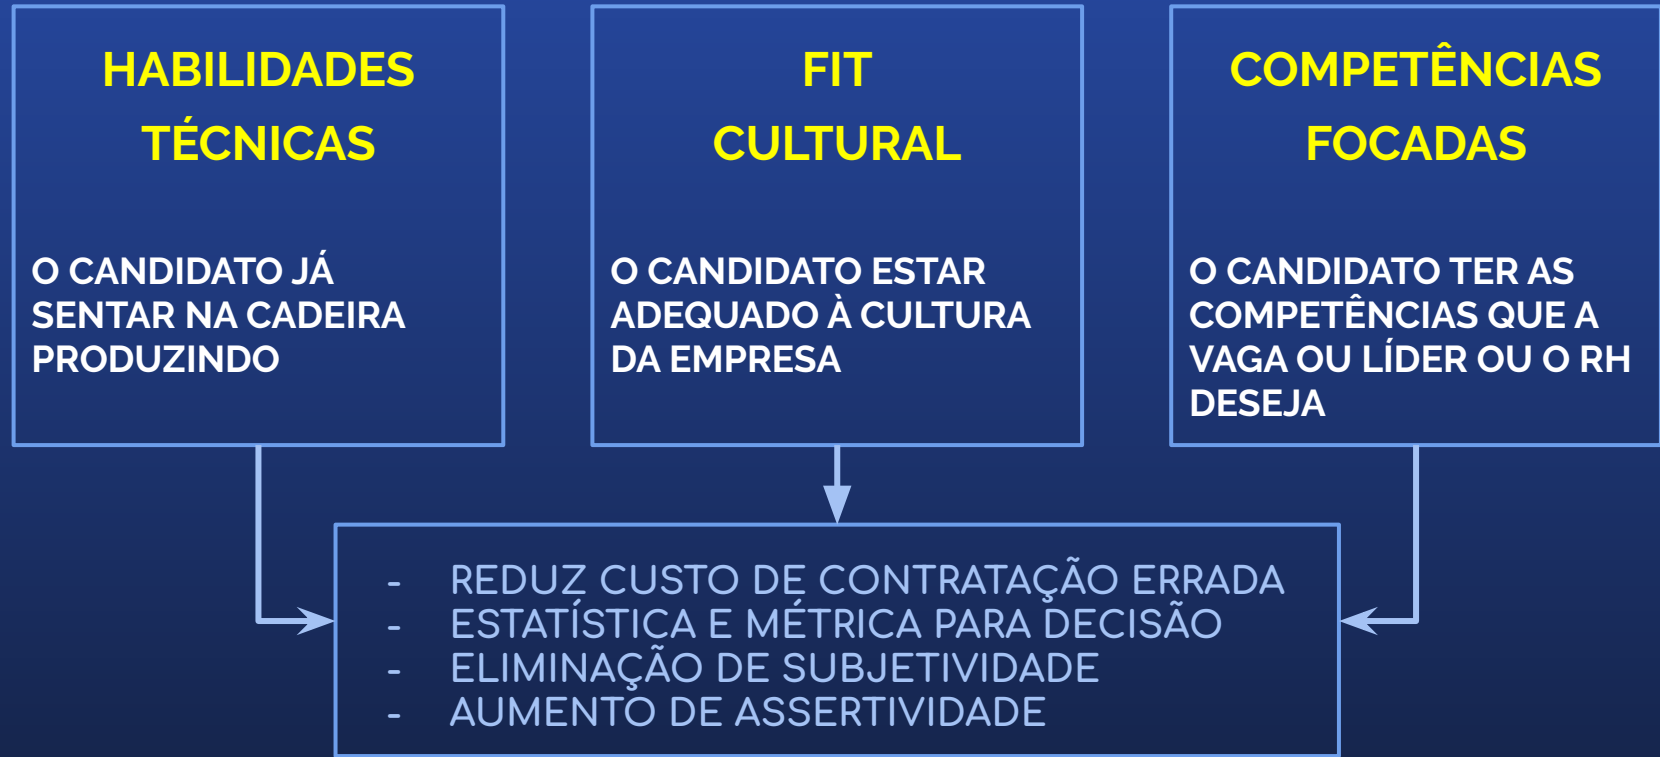 HABILIDADES
TÉCNICAS
O CANDIDATO JÁ
SENTAR NA CADEIRA
PRODUZINDO
FIT
CULTURAL
O CANDIDATO ESTAR
ADEQUADO À CULTURA
DA EMPRESA
COMPETÊNCIAS
FOCADAS
O CANDIDATO TER AS
COMPETÊNCIAS QUE A
VAGA OU LÍDER OU O RH
DESEJA
- REDUZ CUSTO DE CONTRATAÇÃO ERRADA
- ESTATÍSTICA E MÉTRICA PARA DECISÃO
- ELIMINAÇÃO DE SUBJETIVIDADE
- AUMENTO DE ASSERTIVIDADE